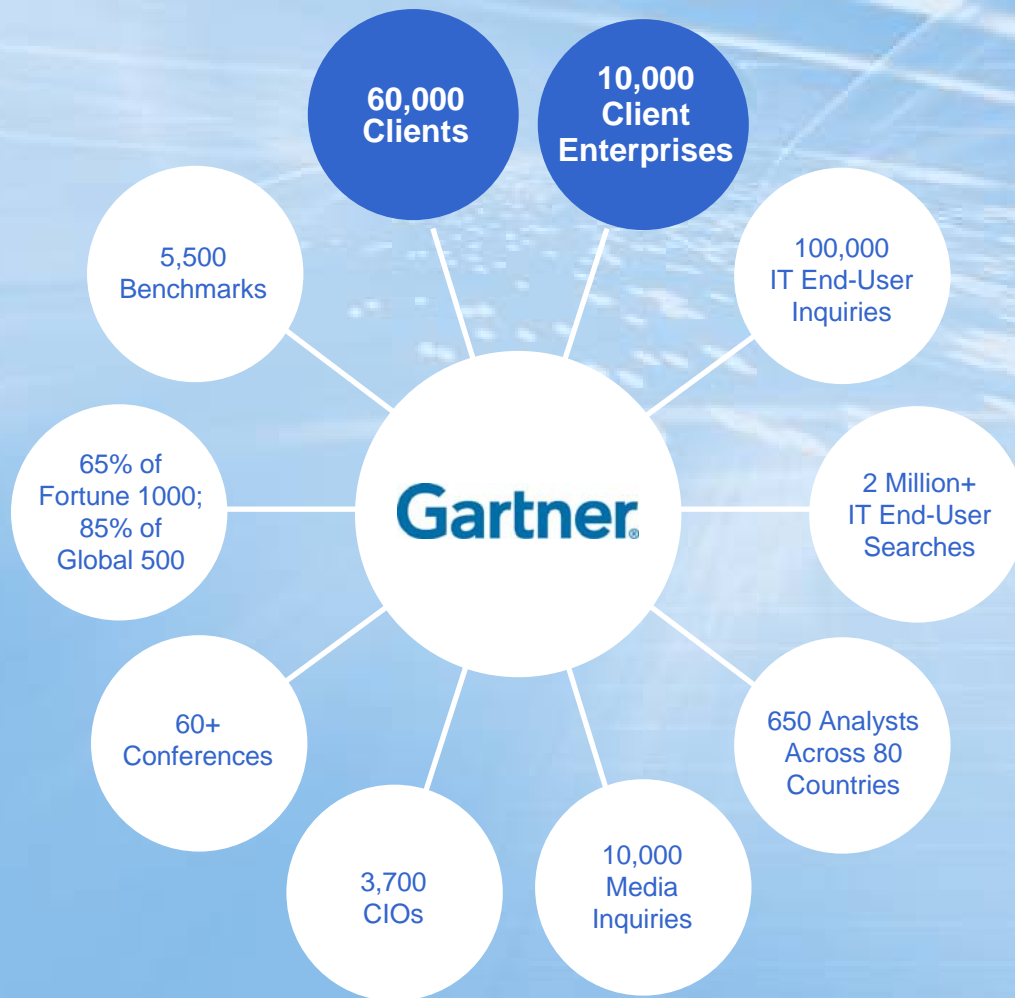 60,000
Clients
10,000
Client
Enterprises
100,000
IT End-User
Inquiries
2 Million+
IT End-User
Searches
650 Analysts
Across 80
Countries
10,000
Media
Inquiries
3,700
CIOs
60+
Conferences
65% of
Fortune 1000;
85% of
Global 500
5,500
Benchmarks
Gartner®